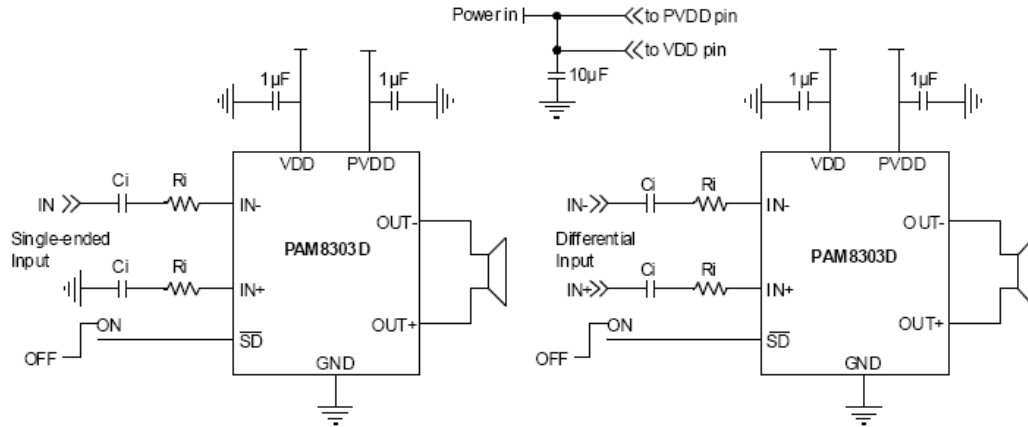 Power in
to PVDD pin
to VDD pin
10µF
1µF
1µF
VDD
PVDD
IN
Ci
Ri
IN-
Single-ended
Input
PAM8303D
OUT-
Ci
Ri
IN+
OUT+
ON
OFF
SD
GND
1µF
1µF
VDD
PVDD
IN-
Ci
Ri
IN-
Differential
Input
PAM8303D
OUT-
IN+
Ci
Ri
IN+
OUT+
ON
OFF
SD
GND